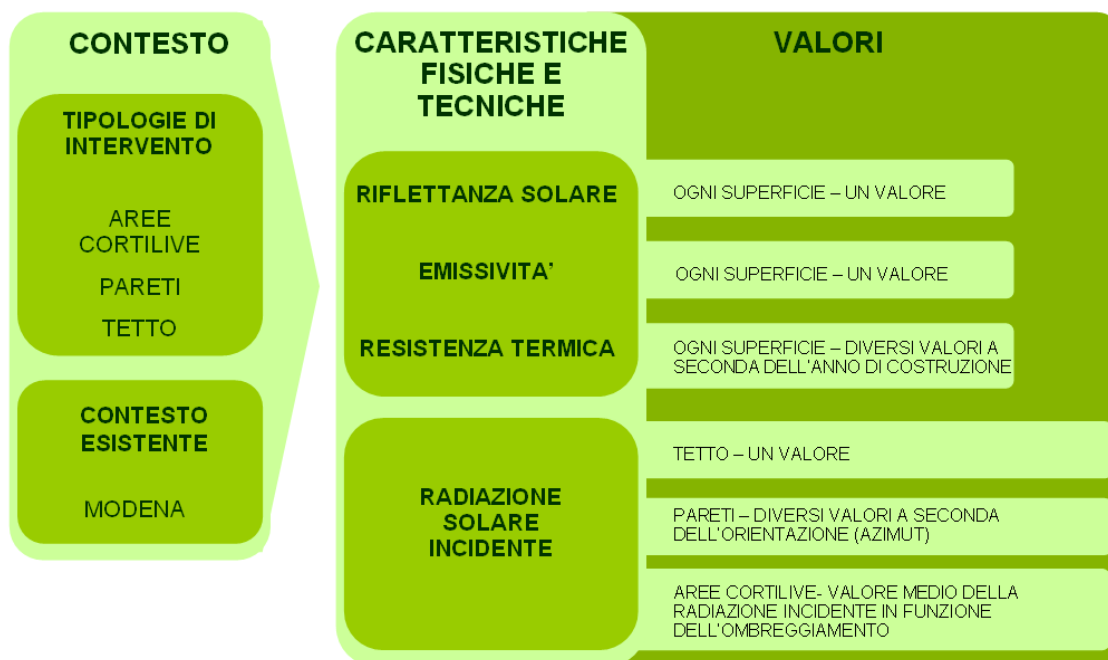 CONTESTO
TIPOLOGIE DI
INTERVENTO
AREE
CORTILIVE
PARETI
TETTO
CONTESTO
ESISTENTE
MODENA
CARATTERISTICHE
FISICHE E
TECNICHE
RIFLETTANZA SOLARE
EMISSIVITA’
RESISTENZA TERMICA
RADIAZIONE
SOLARE
INCIDENTE
VALORI
OGNI SUPERFICIE – UN VALORE
OGNI SUPERFICIE – UN VALORE
OGNI SUPERFICIE – DIVERSI VALORI A
SECONDA DELL’ANNO DI COSTRUZIONE
TETTO – UN VALORE
PARETI – DIVERSI VALORI A SECONDA
DELL’ORIENTAZIONE (AZIMUT)
AREE CORTILIVE- VALORE MEDIO DELLA
RADIAZIONE INCIDENTE IN FUNZIONE
DELL’OMBREGGIAMENTO